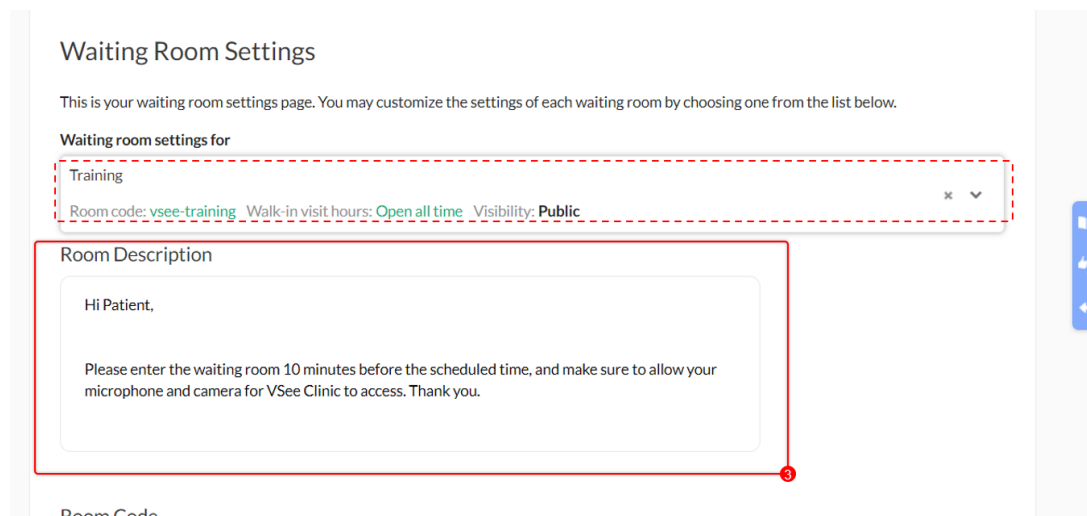 Waiting Room Settings
This is your waiting room settings page. You may customize the settings of each waiting room by choosing one from the list below.
Waiting room settings for
Training
Room code: vsee-training Walk-in visit hours: Open all time Visibility: Public
Room Description
Hi Patient,
Please enter the waiting room 10 minutes before the scheduled time, and make sure to allow your
microphone and camera for VSee Clinic to access. Thank you.
3
Room Code